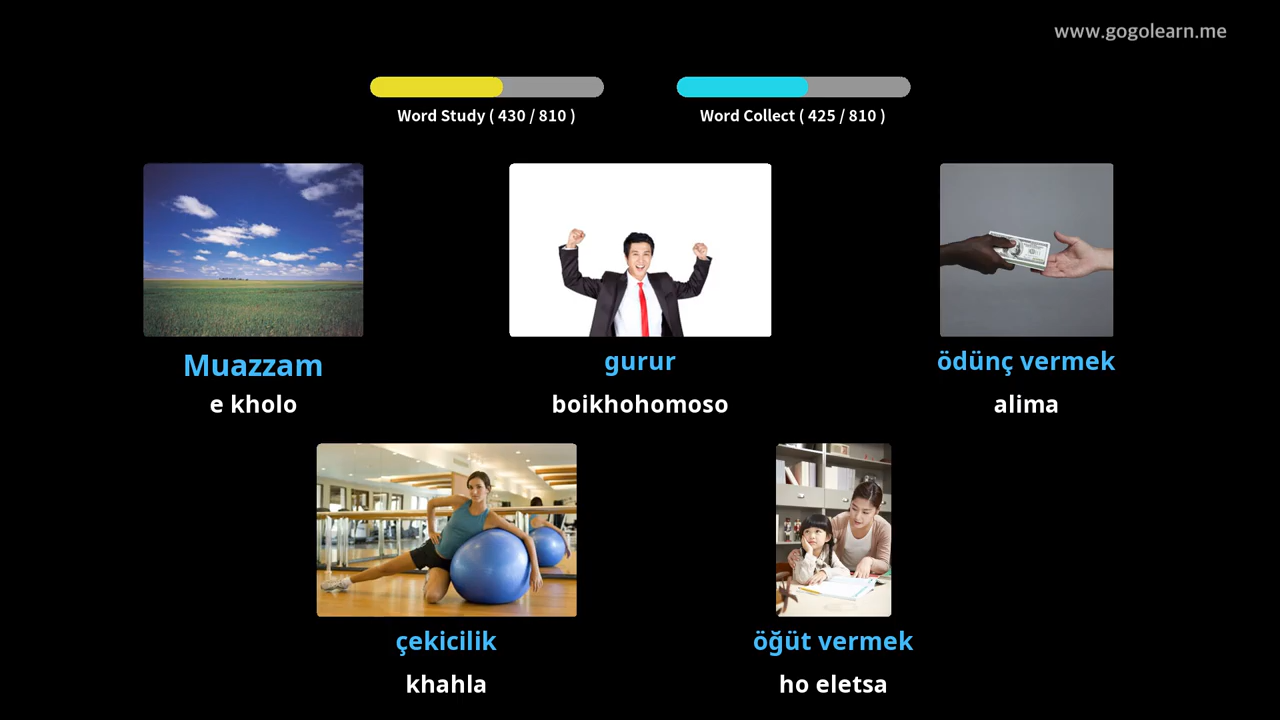 www.gogolearn.me
Word Study ( 430 / 810 )
Word Collect ( 425 / 810 )
Muazzam
e kholo
gurur
boikhohomoso
ödünç vermek
alima
çekicilik
khahla
öğüt vermek
ho eletsa